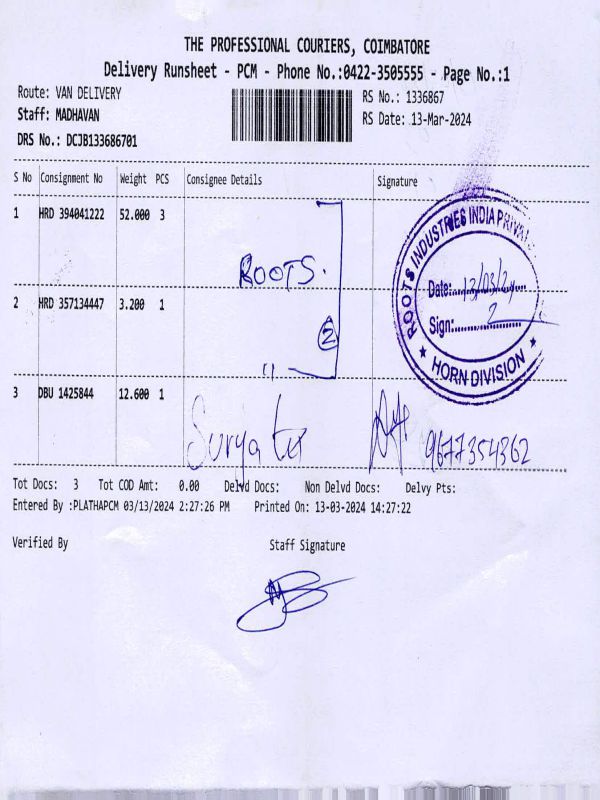 THE PROFESSIONAL COURIERS, COIMBATORE
Delivery Runsheet - PCM - Phone No.:0422-3505555 - Page No.:1
Route: VAN DELIVERY
RS No.: 1336867
Staff: MADHAVAN
RS Date: 13-Mar-2024
DRS No.: DCJB133686701
S No Consignment No Weight PCS Consignee Details Signature
1 HRD 394041222 52.000 3
ROOTS INDUSTRIES INDIA
ROOTS.
Date: 13/03/24
2 HRD 357134447 3.200 1
Sign:
2
HORN DIVISION
3 DBU 1425844 12.600 1
Surya
9677354362
Tot Docs: 3 Tot COD Amt: 0.00 Delvd Docs: Non Delvd Docs: Delvy Pts:
Entered By :PLATHAPCM 03/13/2024 2:27:26 PM Printed On: 13-03-2024 14:27:22
Verified By Staff Signature